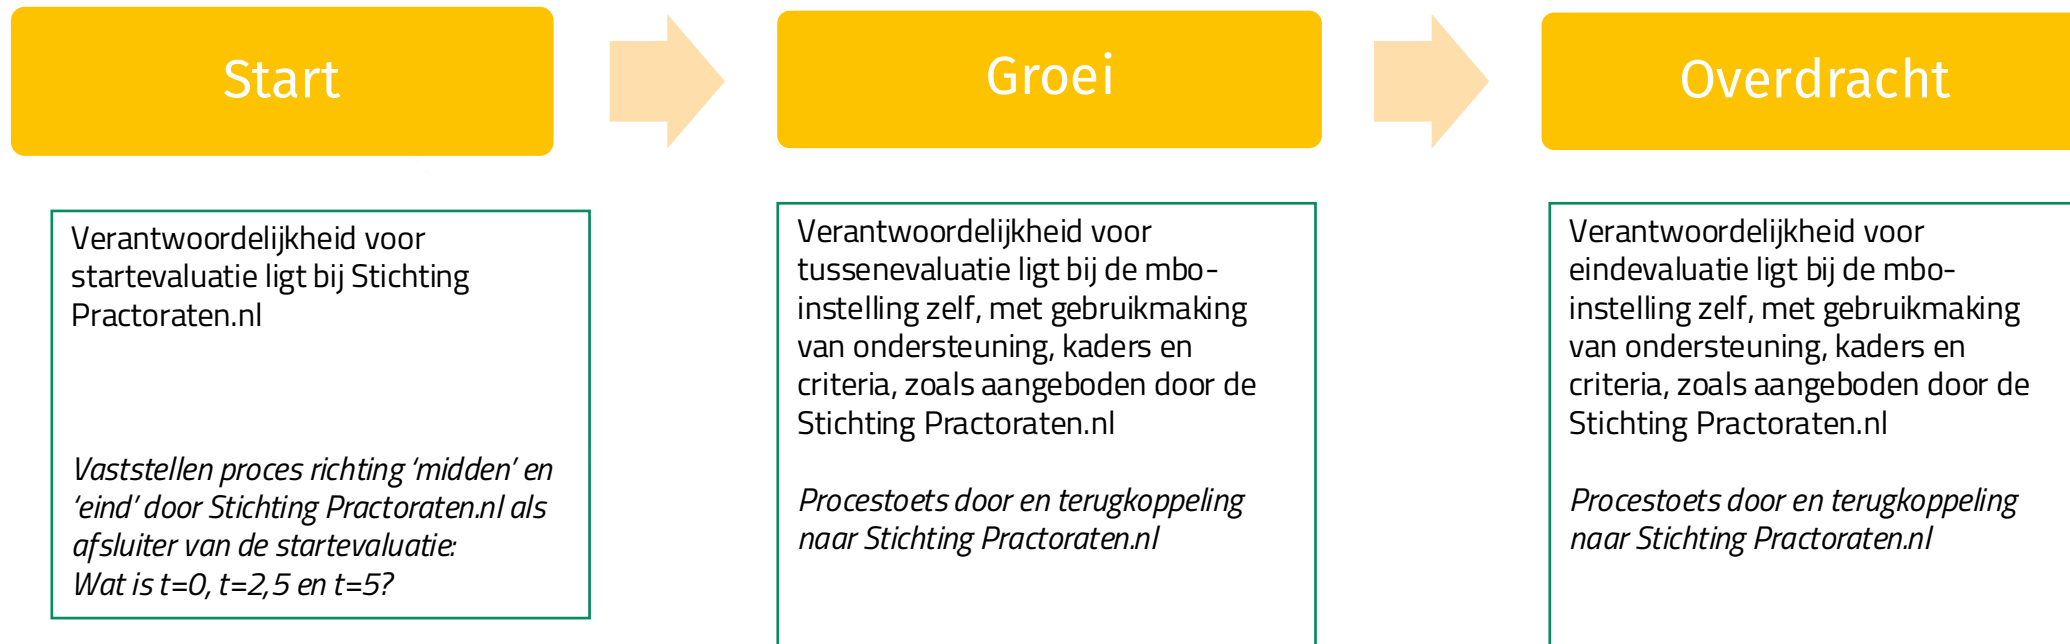 Start
Groei
Overdracht
Verantwoordelijkheid voor
startevaluatie ligt bij Stichting
Practoraten.nl
Vaststellen proces richting ‘midden’ en
‘eind’ door Stichting Practoraten.nl als
afsluiter van de startevaluatie:
Wat is t=0, t=2,5 en t=5?
Verantwoordelijkheid voor
tussenevaluatie ligt bij de mbo-
instelling zelf, met gebruikmaking
van ondersteuning, kaders en
criteria, zoals aangeboden door de
Stichting Practoraten.nl
Procestoets door en terugkoppeling
naar Stichting Practoraten.nl
Verantwoordelijkheid voor
eindevaluatie ligt bij de mbo-
instelling zelf, met gebruikmaking
van ondersteuning, kaders en
criteria, zoals aangeboden door de
Stichting Practoraten.nl
Procestoets door en terugkoppeling
naar Stichting Practoraten.nl